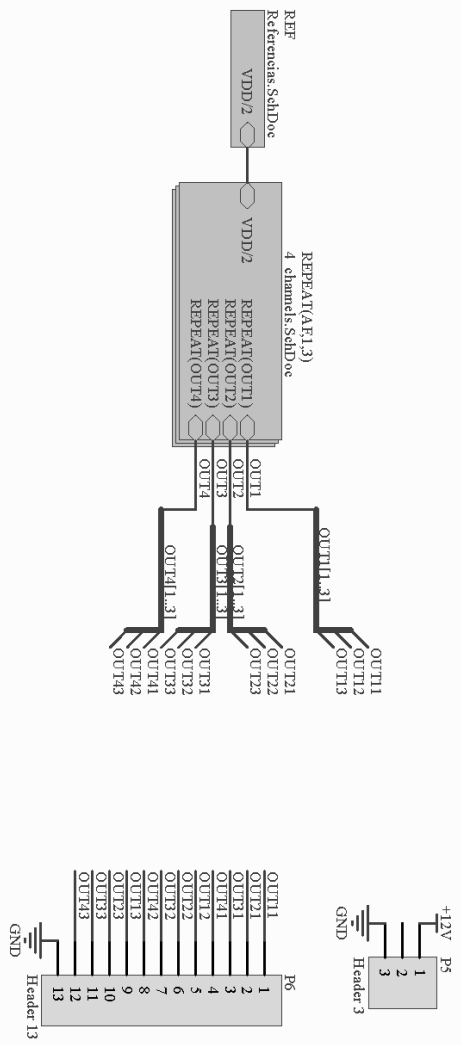 REF
Referencias.SchDoc
VDD/2
REPEAT(AF,1,3)
4 channels.SchDoc
VDD/2
REPEAT(OUT1)
REPEAT(OUT2)
REPEAT(OUT3)
REPEAT(OUT4)
OUT1
OUT2
OUT3
OUT4
OUT1[1..3]
OUT2[1..3]
OUT3[1..3]
OUT4[1..3]
OUT11
OUT12
OUT13
OUT21
OUT22
OUT23
OUT31
OUT32
OUT33
OUT41
OUT42
OUT43
+12V
GND
P5
1
2
3
Header 3
OUT11
OUT21
OUT31
OUT41
OUT12
OUT22
OUT32
OUT42
OUT13
OUT23
OUT33
OUT43
GND
P6
1
2
3
4
5
6
7
8
9
10
11
12
13
Header 13